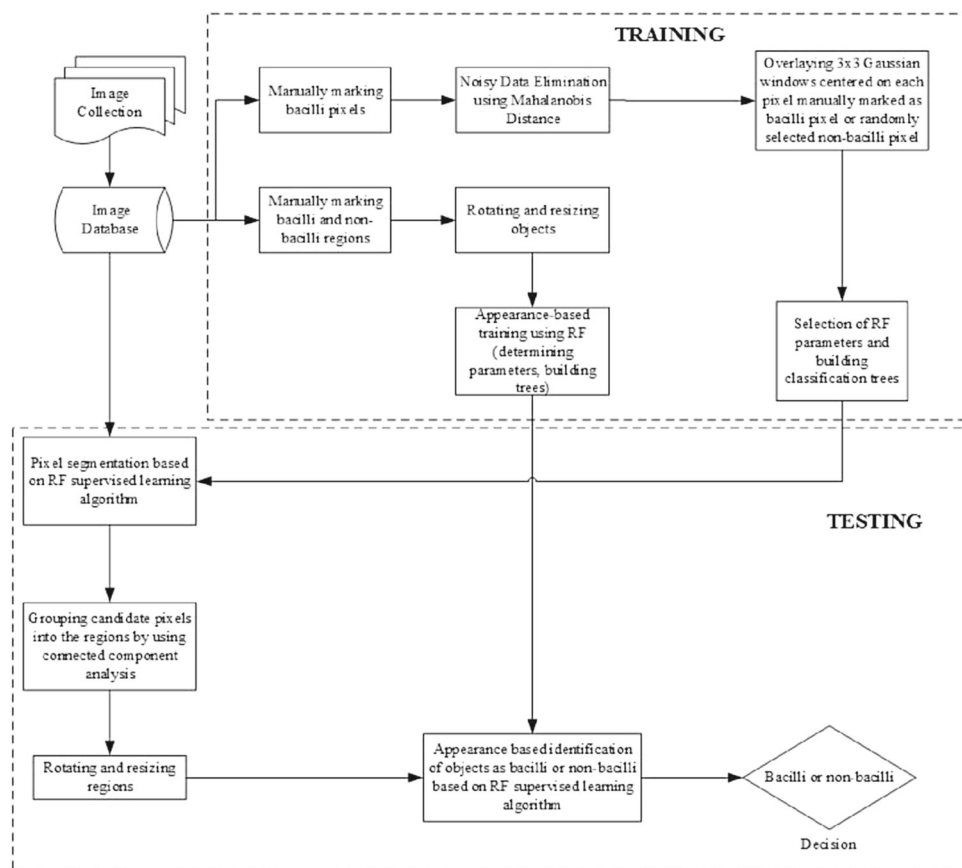 TRAINING
Image
Collection
Manually marking
bacilli pixels
Noisy Data Elimination
using Mahalanobis
Distance
Overlaying 3x3 Gaussian
windows centered on each
pixel manually marked as
bacilli pixel or randomly
selected non-bacilli pixel
Image
Database
Manually marking
bacilli and non-
bacilli regions
Rotating and resizing
objects
Appearance-based
training using RF
(determining
parameters, building
trees)
Selection of RF
parameters and
building
classification trees
Pixel segmentation based
on RF supervised learning
algorithm
TESTING
Grouping candidate pixels
into the regions by using
connected component
analysis
Rotating and resizing
regions
Appearance based identification
of objects as bacilli or non-bacilli
based on RF supervised learning
algorithm
Bacilli or non-bacilli
Decision